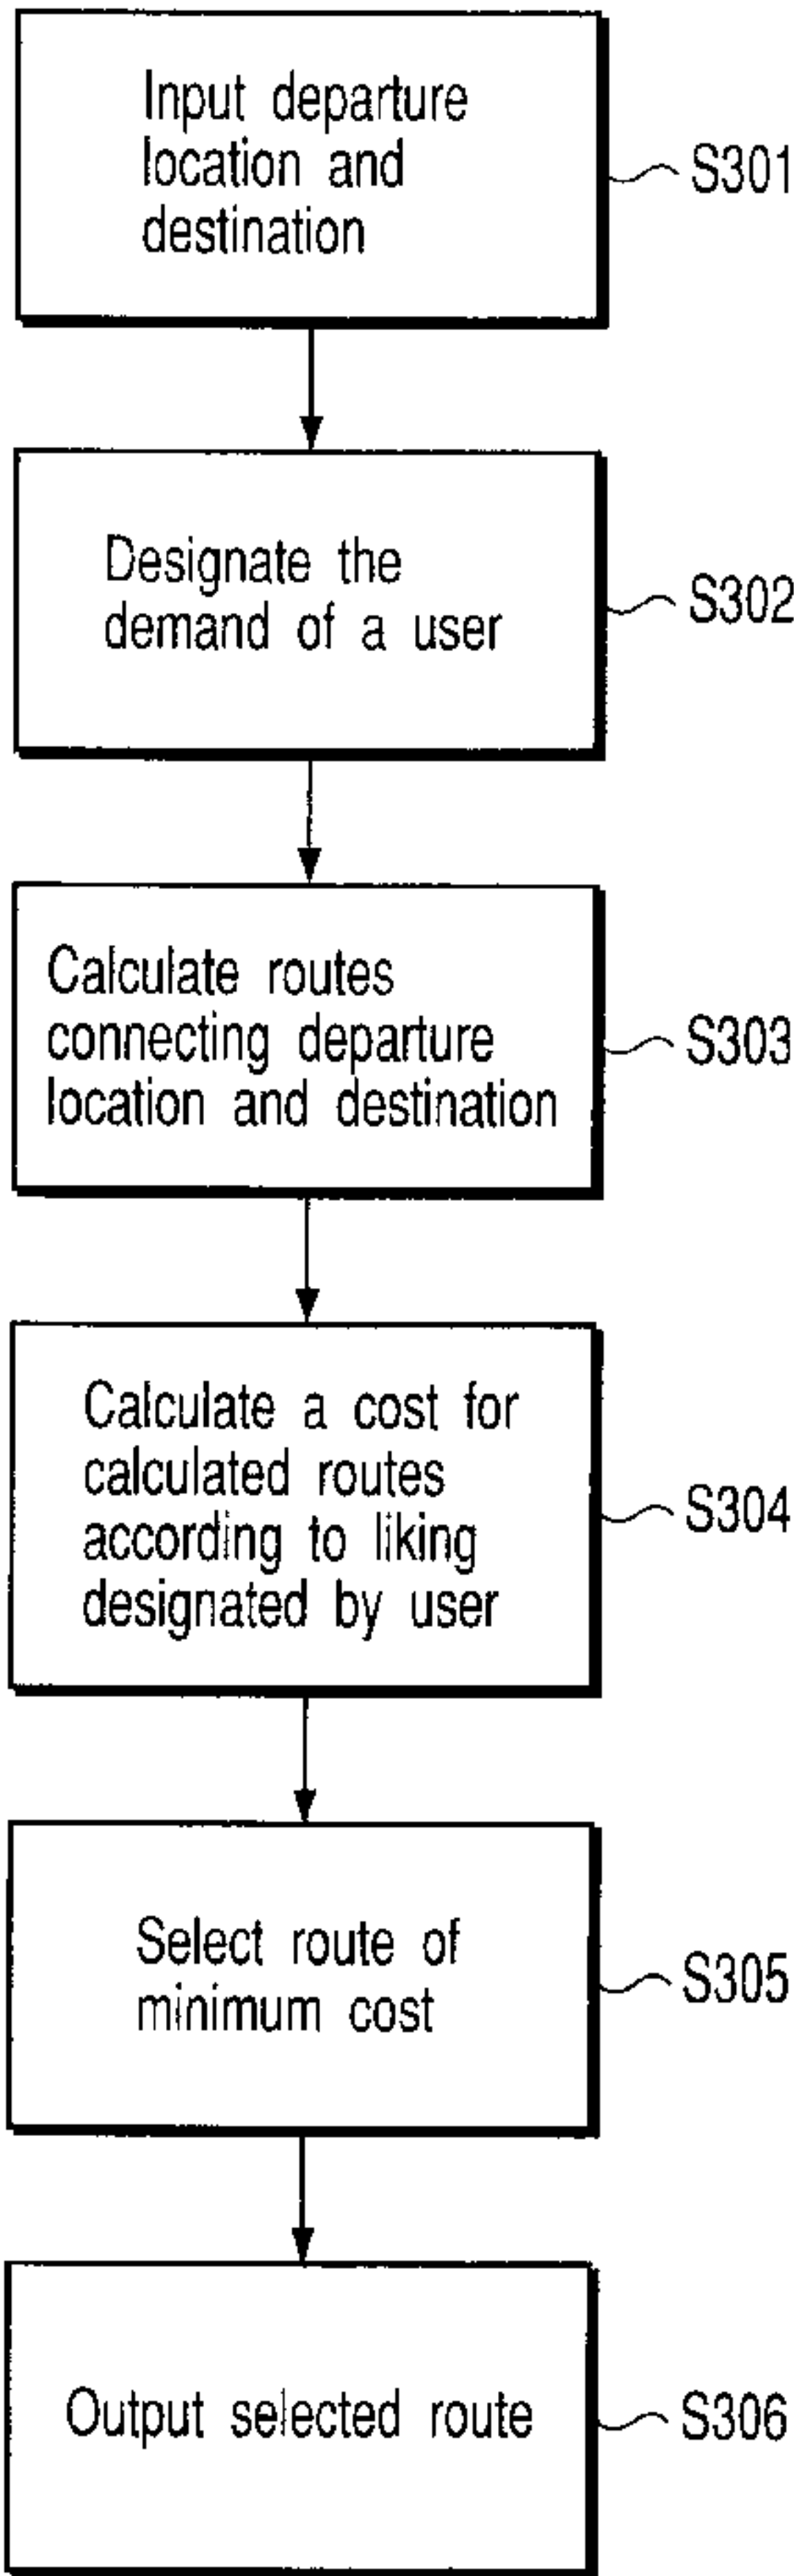 Input departure
location and
destination
S301
Designate the
demand of a user
S302
Calculate routes
connecting departure
location and destination
S303
Calculate a cost for
calculated routes
according to liking
designated by user
S304
Select route of
minimum cost
S305
Output selected route
S306